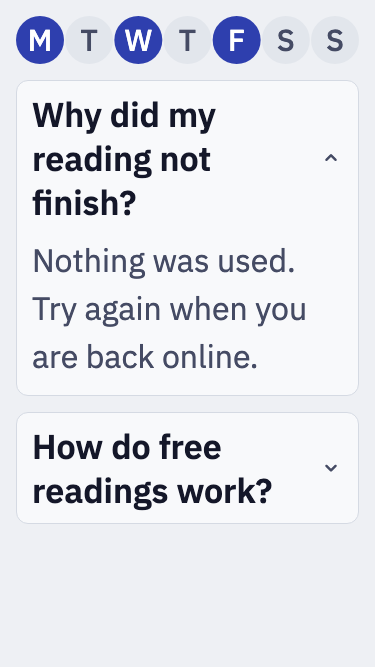 M T W T F S S
Why did my
reading not
finish?
Nothing was used.
Try again when you
are back online.
How do free
readings work?